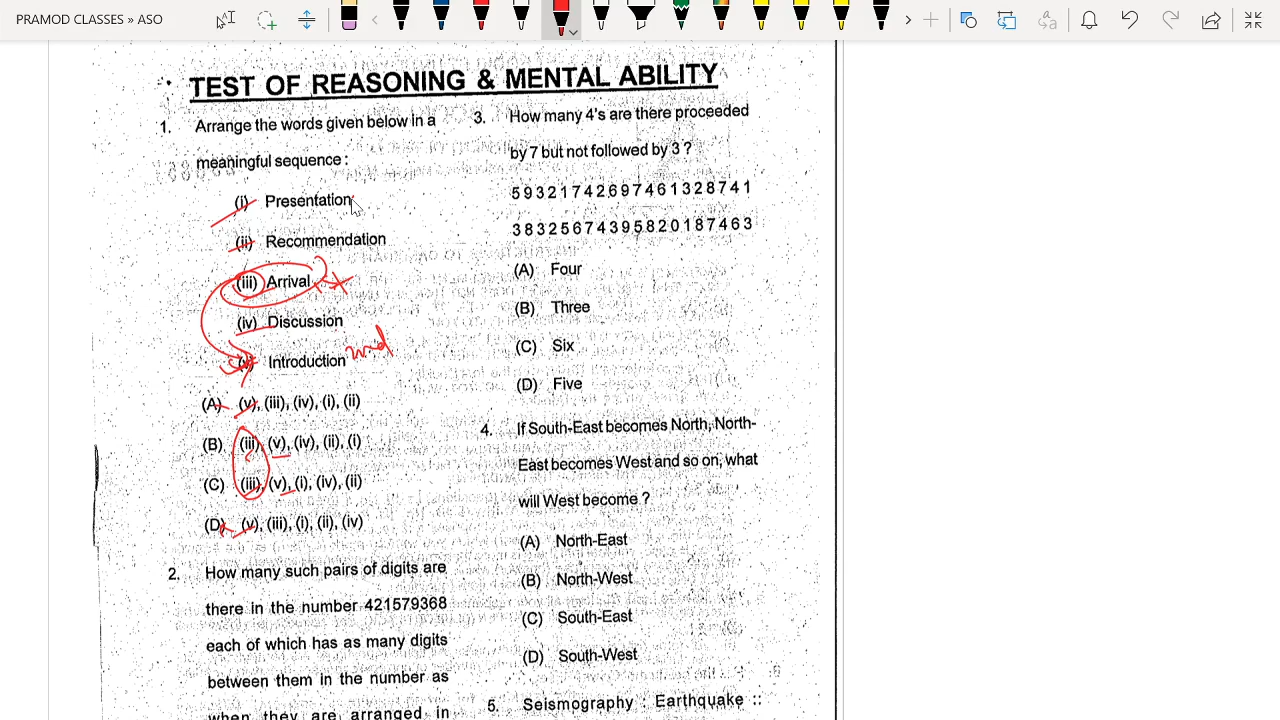 PRAMOD CLASSES » ASO
TEST OF REASONING & MENTAL ABILITY
1. Arrange the words given below in a
meaningful sequence :
(i) Presentation
(ii) Recommendation
(iii) Arrival
(iv) Discussion
(v) Introduction
(A) (v), (iii), (iv), (i), (ii)
(B) (iii), (v), (iv), (ii), (i)
(C) (iii), (v), (i), (iv), (ii)
(D) (v), (iii), (i), (ii), (iv)
2. How many such pairs of digits are
there in the number 421579368
each of which has as many digits
between them in the number as
when they are arranged in
3. How many 4's are there proceeded
by 7 but not followed by 3 ?
5 9 3 2 1 7 4 2 6 9 7 4 6 1 3 2 8 7 4 1
3 8 3 2 5 6 7 4 3 9 5 8 2 0 1 8 7 4 6 3
(A) Four
(B) Three
(C) Six
(D) Five
4. If South-East becomes North, North-
East becomes West and so on, what
will West become ?
(A) North-East
(B) North-West
(C) South-East
(D) South-West
5. Seismography : Earthquake ::